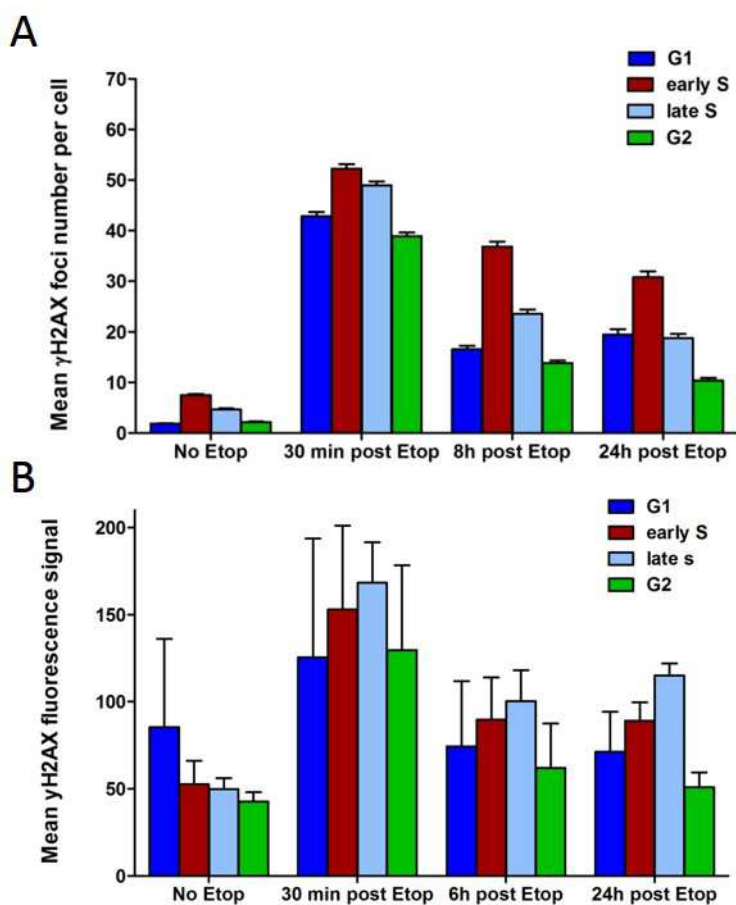 A
Mean γH2AX foci number per cell
70
60
50
40
30
20
10
0
G1
early S
late S
G2
No Etop
30 min post Etop
8h post Etop
24h post Etop
B
Mean γH2AX fluorescence signal
200
150
100
50
0
G1
early S
late s
G2
No Etop
30 min post Etop
6h post Etop
24h post Etop